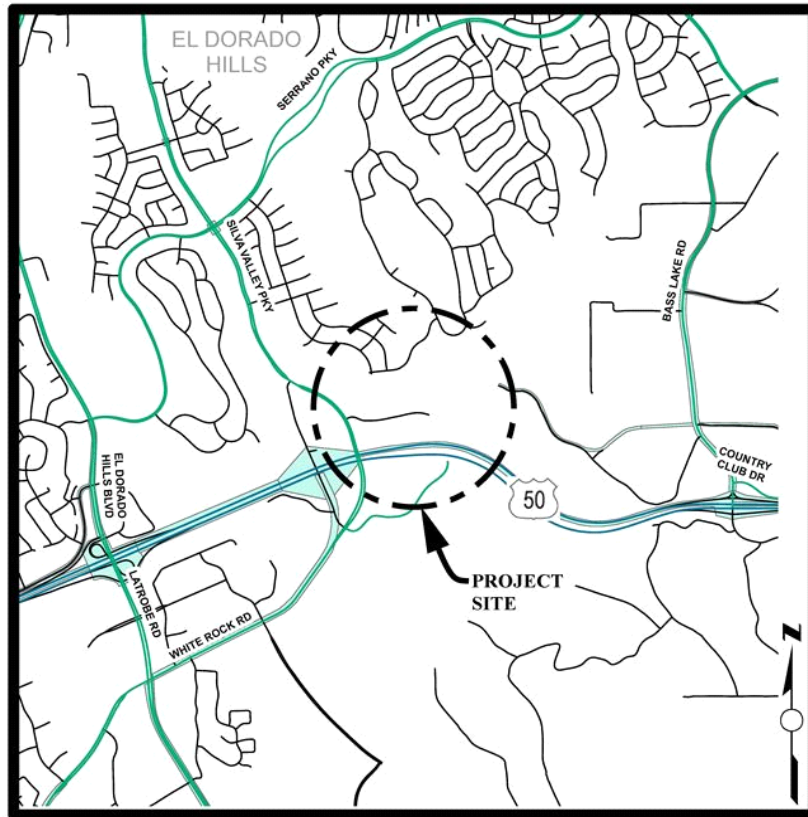 EL DORADO
HILLS
SERRANO PKY
SILVA VALLEY PKY
BASS LAKE RD
EL DORADO
HILLS BLVD
COUNTRY
CLUB DR
50
LATROBE RD
PROJECT
SITE
WHITE ROCK RD
N